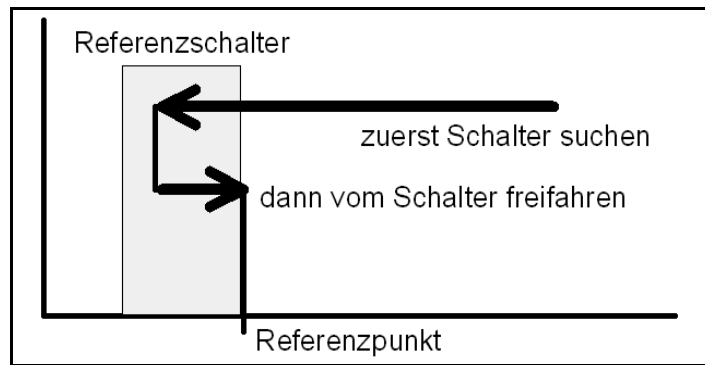 Referenzschalter
zuerst Schalter suchen
dann vom Schalter freifahren
Referenzpunkt